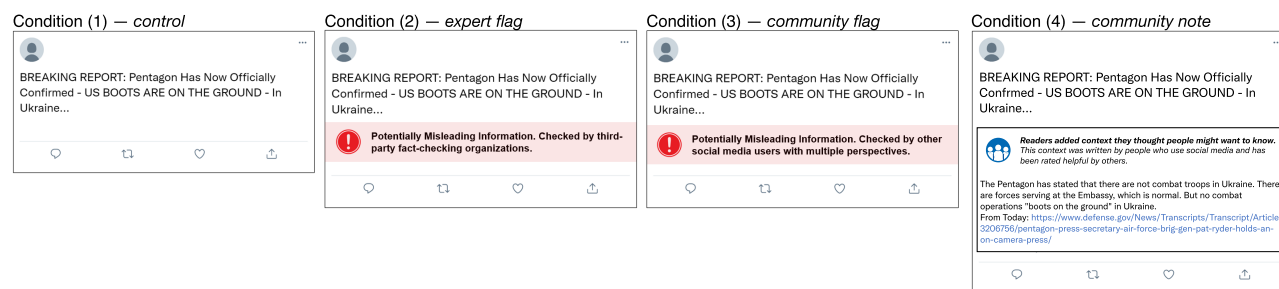 Condition (1) — control
BREAKING REPORT: Pentagon Has Now Officially
Confirmed - US BOOTS ARE ON THE GROUND - In
Ukraine...
Condition (2) — expert flag
BREAKING REPORT: Pentagon Has Now Officially
Confirmed - US BOOTS ARE ON THE GROUND - In
Ukraine...
Potentially Misleading Information. Checked by third-
party fact-checking organizations.
Condition (3) — community flag
BREAKING REPORT: Pentagon Has Now Officially
Confirmed - US BOOTS ARE ON THE GROUND - In
Ukraine...
Potentially Misleading Information. Checked by other
social media users with multiple perspectives.
Condition (4) — community note
BREAKING REPORT: Pentagon Has Now Officially
Confirmed - US BOOTS ARE ON THE GROUND - In
Ukraine...
Readers added context they thought people might want to know.
This context was written by people who use social media and has
been rated helpful by others.
The Pentagon has stated that there are not combat troops in Ukraine. There
are forces serving at the Embassy, which is normal. But no combat
operations "boots on the ground" in Ukraine.
From Today: https://www.defense.gov/News/Transcripts/Transcript/Article
3206756/pentagon-press-secretary-air-force-brig-gen-pat-ryder-holds-an-
on-camera-press/